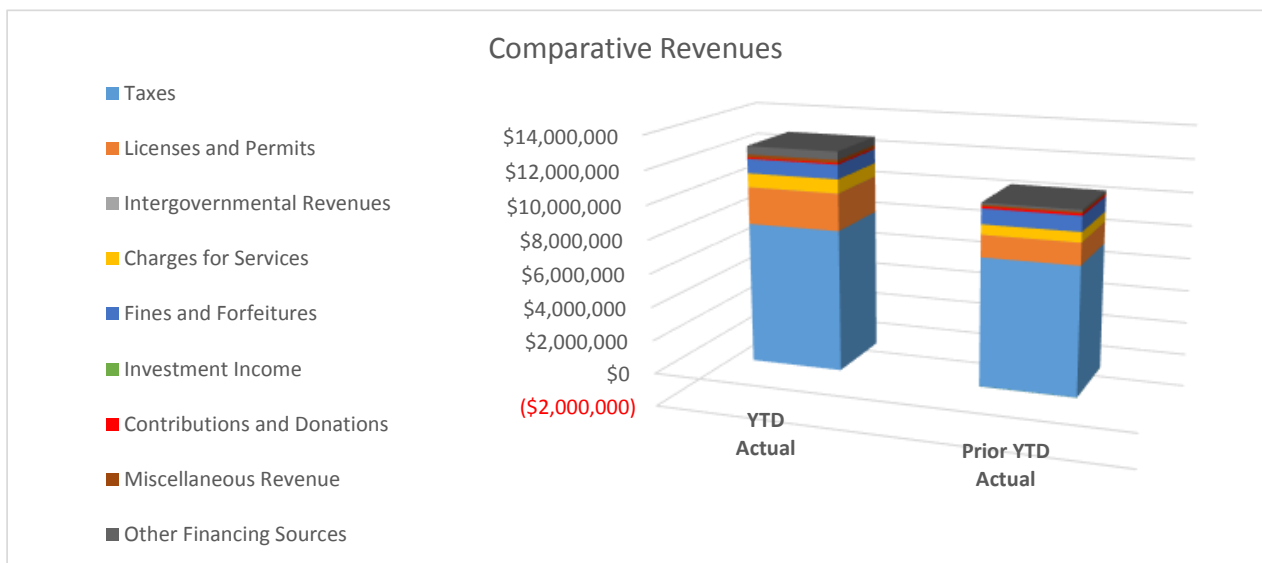 Comparative Revenues
Taxes
Licenses and Permits
Intergovernmental Revenues
Charges for Services
Fines and Forfeitures
Investment Income
Contributions and Donations
Miscellaneous Revenue
Other Financing Sources
$14,000,000
$12,000,000
$10,000,000
$8,000,000
$6,000,000
$4,000,000
$2,000,000
$0
($2,000,000)
YTD
Actual
Prior YTD
Actual